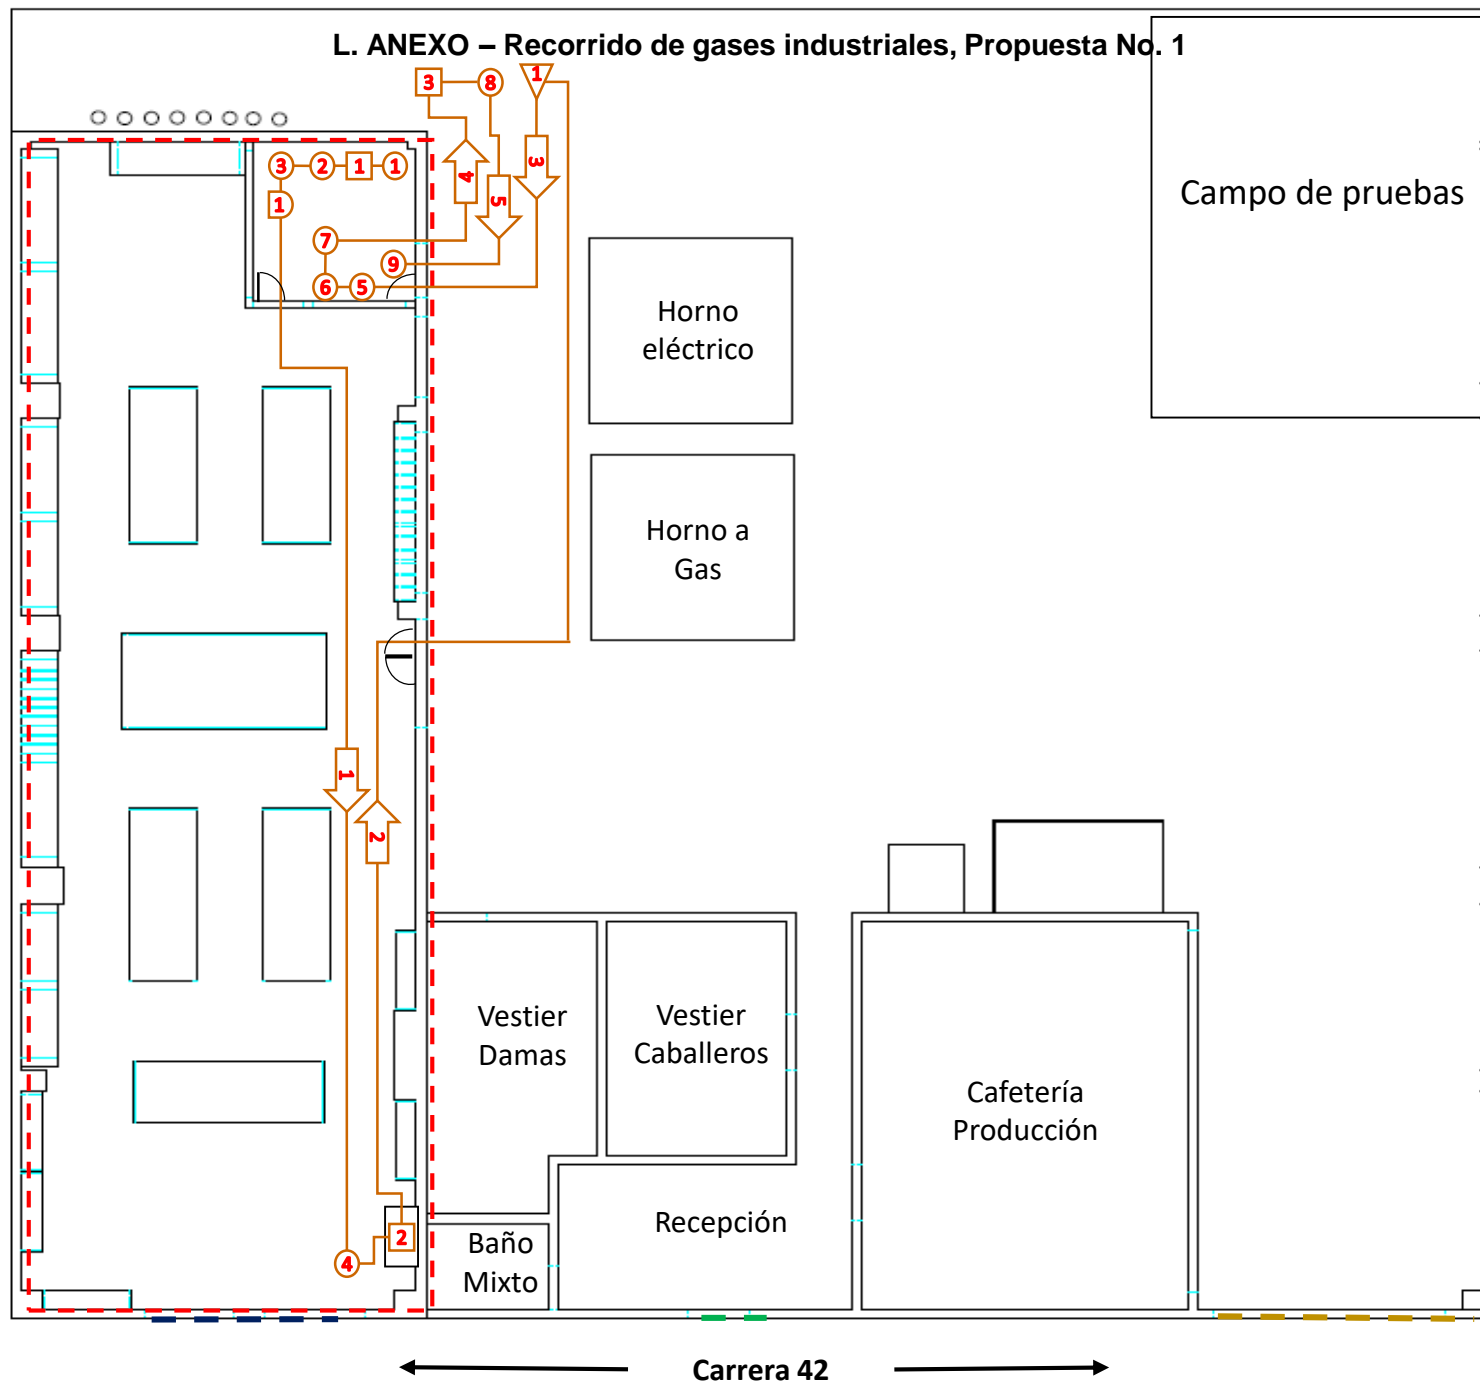 L. ANEXO – Recorrido de gases industriales, Propuesta No. 1
3
8
1
3
2
1
1
3
4
5
1
7
9
6
5
Campo de pruebas
Horno
eléctrico
Horno a
Gas
1
2
Vestier
Damas
Vestier
Caballeros
Cafetería
Producción
Recepción
2
4
Baño
Mixto
Carrera 42